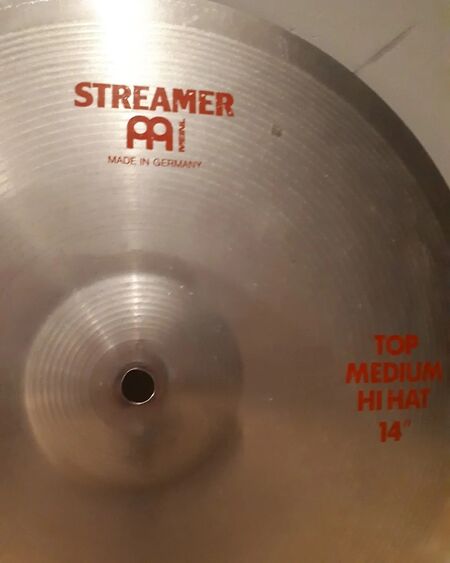 STREAMER
MEINL
MADE IN GERMANY
TOP
MEDIUM
HI HAT
14"